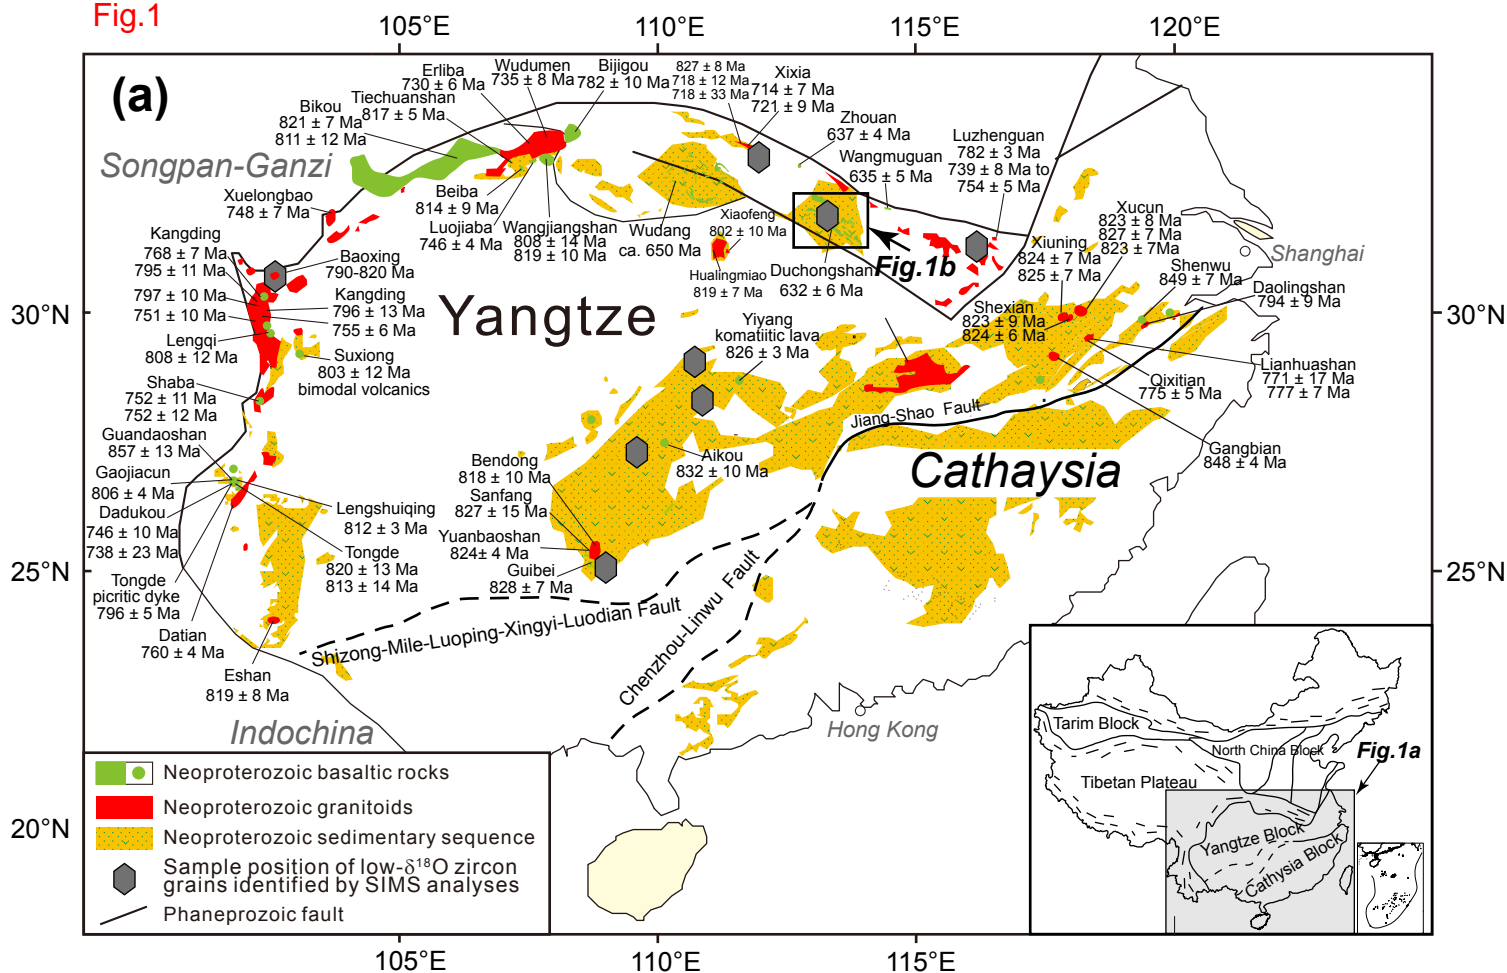 Fig.1
105°E
110°E
115°E
120°E
(a)
Songpan-Ganzi
Bikou
821 ± 7 Ma
811 ± 12 Ma
Tiechuanshan
817 ± 5 Ma
Erliba
730 ± 6 Ma
Wudumen
735 ± 8 Ma
Bijigou
782 ± 10 Ma
827 ± 8 Ma
718 ± 12 Ma
718 ± 33 Ma
Xixia
714 ± 7 Ma
721 ± 9 Ma
Zhouan
637 ± 4 Ma
Wangmuguan
635 ± 5 Ma
Luzhenguan
782 ± 3 Ma
739 ± 8 Ma to
754 ± 5 Ma
Xuelongbao
748 ± 7 Ma
Beiba
814 ± 9 Ma
Luojiaba
746 ± 4 Ma
Wangjiangshan
808 ± 14 Ma
819 ± 10 Ma
Wudang
ca. 650 Ma
Xiaofeng
802 ± 10 Ma
Hualingmiao
819 ± 7 Ma
Duchongshan
632 ± 6 Ma
Fig.1b
Xucun
823 ± 8 Ma
827 ± 7 Ma
823 ± 7Ma
Xiuning
824 ± 7 Ma
825 ± 7 Ma
Shenwu
849 ± 7 Ma
Daolingshan
794 ± 9 Ma
Shanghai
Kangding
768 ± 7 Ma
795 ± 11 Ma
797 ± 10 Ma
751 ± 10 Ma
Baoxing
790-820 Ma
Kangding
796 ± 13 Ma
755 ± 6 Ma
Lengqi
808 ± 12 Ma
Suxiong
803 ± 12 Ma
bimodal volcanics
Yangtze
30°N
30°N
Yiyang
komatiitic lava
826 ± 3 Ma
Shexian
823 ± 9 Ma
824 ± 6 Ma
Lianhuashan
771 ± 17 Ma
777 ± 7 Ma
Qixitian
775 ± 5 Ma
Gangbian
848 ± 4 Ma
Shaba
752 ± 11 Ma
752 ± 12 Ma
Guandaoshan
857 ± 13 Ma
Gaojiacun
806 ± 4 Ma
Dadukou
746 ± 10 Ma
738 ± 23 Ma
Lengshuiqing
812 ± 3 Ma
Tongde
820 ± 13 Ma
813 ± 14 Ma
Tongde
picritic dyke
796 ± 5 Ma
Datian
760 ± 4 Ma
Eshan
819 ± 8 Ma
Jiang-Shao Fault
Cathaysia
Aikou
832 ± 10 Ma
Bendong
818 ± 10 Ma
Sanfang
827 ± 15 Ma
Yuanbaoshan
824± 4 Ma
Guibei
828 ± 7 Ma
25°N
25°N
Shizong-Mile-Luoping-Xingyi-Luodian Fault
Chenzhou-Linwu Fault
Indochina
Hong Kong
20°N
Neoproterozoic basaltic rocks
Neoproterozoic granitoids
Neoproterozoic sedimentary sequence
Sample position of low-δ¹⁸O zircon
grains identified by SIMS analyses
Phaneprozoic fault
Tarim Block
North China Block
Tibetan Plateau
Yangtze Block
Cathysia Block
Fig.1a
105°E
110°E
115°E